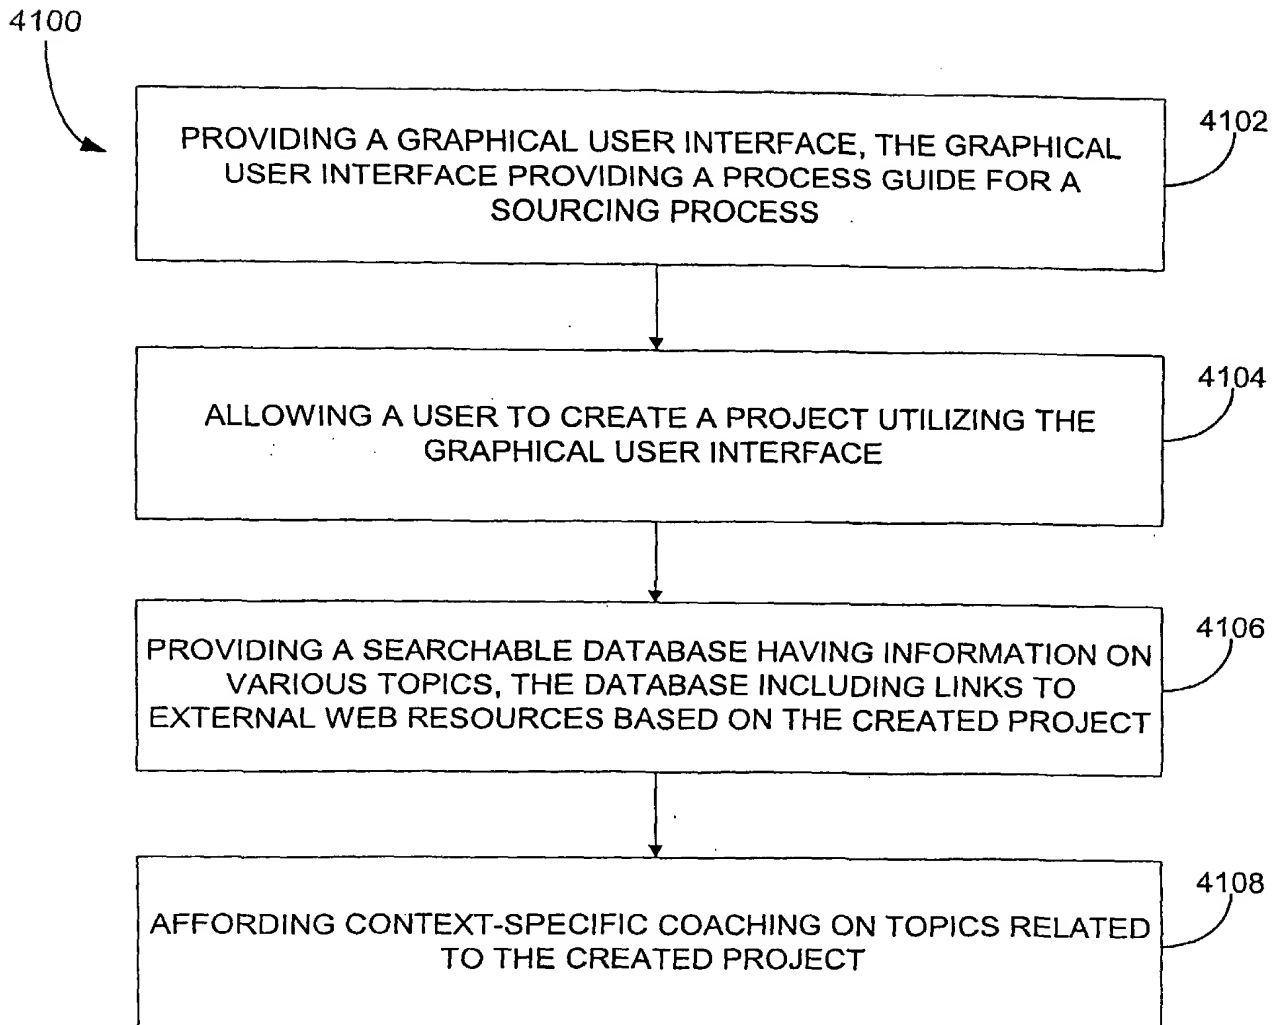 4100
PROVIDING A GRAPHICAL USER INTERFACE, THE GRAPHICAL
USER INTERFACE PROVIDING A PROCESS GUIDE FOR A
SOURCING PROCESS
4102
ALLOWING A USER TO CREATE A PROJECT UTILIZING THE
GRAPHICAL USER INTERFACE
4104
PROVIDING A SEARCHABLE DATABASE HAVING INFORMATION ON
VARIOUS TOPICS, THE DATABASE INCLUDING LINKS TO
EXTERNAL WEB RESOURCES BASED ON THE CREATED PROJECT
4106
AFFORDING CONTEXT-SPECIFIC COACHING ON TOPICS RELATED
TO THE CREATED PROJECT
4108